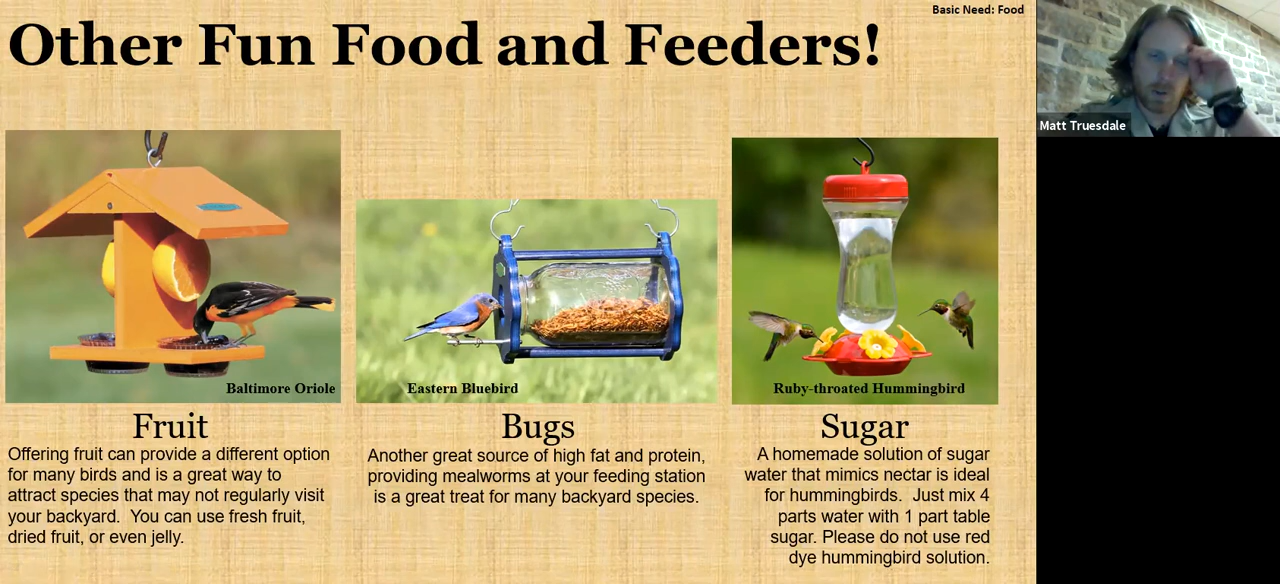 Basic Need: Food
Other Fun Food and Feeders!
Matt Truesdale
Baltimore Oriole
Eastern Bluebird
Ruby-throated Hummingbird
Fruit
Offering fruit can provide a different option
for many birds and is a great way to
attract species that may not regularly visit
your backyard.  You can use fresh fruit,
dried fruit, or even jelly.
Bugs
Another great source of high fat and protein,
providing mealworms at your feeding station
is a great treat for many backyard species.
Sugar
A homemade solution of sugar
water that mimics nectar is ideal
for hummingbirds.  Just mix 4
parts water with 1 part table
sugar. Please do not use red
dye hummingbird solution.